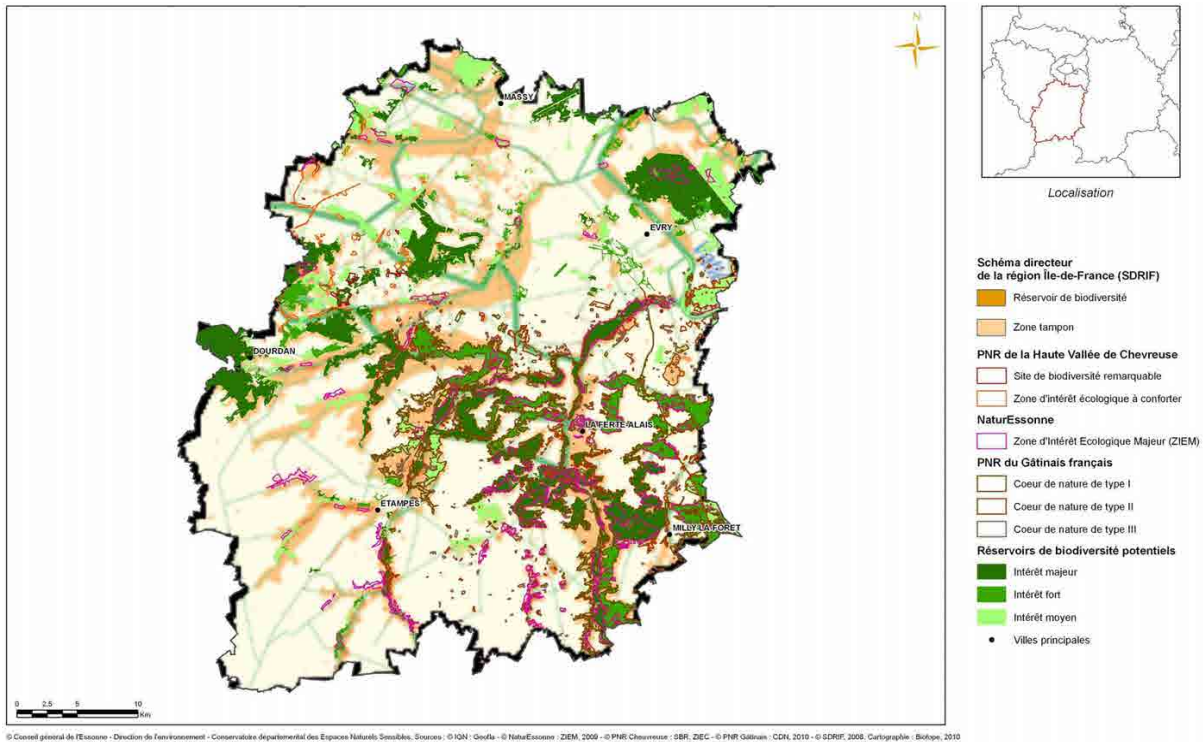 N
MASSY
EVRY
DOURDAN
LA FERTE-ALAIS
ETAMPES
MILLY-LA-FORET
0 2.5 5 10
Km
Localisation
Schéma directeur
de la région Île-de-France (SDRIF)
Réservoir de biodiversité
Zone tampon
PNR de la Haute Vallée de Chevreuse
Site de biodiversité remarquable
Zone d'intérêt écologique à conforter
NaturEssonne
Zone d'Intérêt Ecologique Majeur (ZIEM)
PNR du Gâtinais français
Coeur de nature de type I
Coeur de nature de type II
Coeur de nature de type III
Réservoirs de biodiversité potentiels
Intérêt majeur
Intérêt fort
Intérêt moyen
Villes principales
© Conseil général de l'Essonne - Direction de l'environnement - Conservatoire départemental des Espaces Naturels Sensibles. Sources : © IGN : Geofla - © NaturEssonne : ZIEM, 2009 - © PNR Chevreuse : SBR, ZIEC - © PNR Gâtinais : CDN, 2010 - © SDRIF, 2008. Cartographie : Biotope, 2010